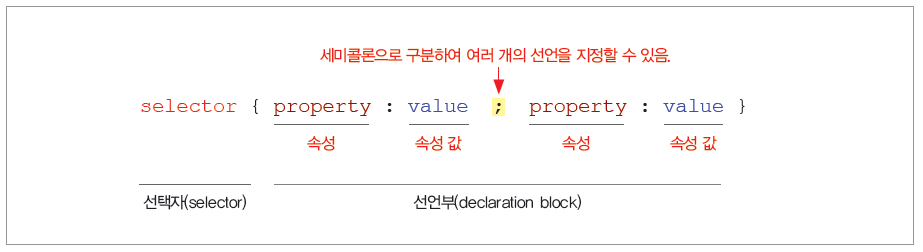 세미콜론으로 구분하여 여러 개의 선언을 지정할 수 있음.
selector { property : value ; property : value }
속성 속성 값 속성 속성 값
선택자(selector) 선언부(declaration block)